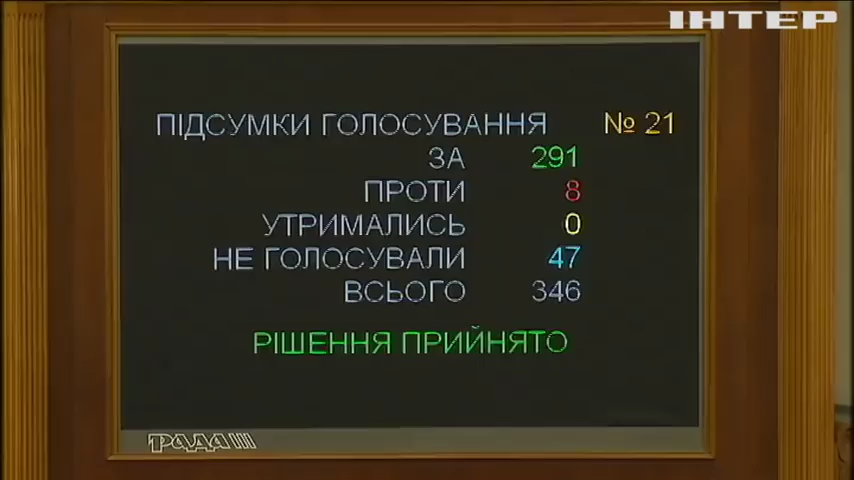 ІНТЕР
ПІДСУМКИ ГОЛОСУВАННЯ № 21
ЗА 291
ПРОТИ 8
УТРИМАЛИСЬ 0
НЕ ГОЛОСУВАЛИ 47
ВСЬОГО 346
РІШЕННЯ ПРИЙНЯТО
РАДА